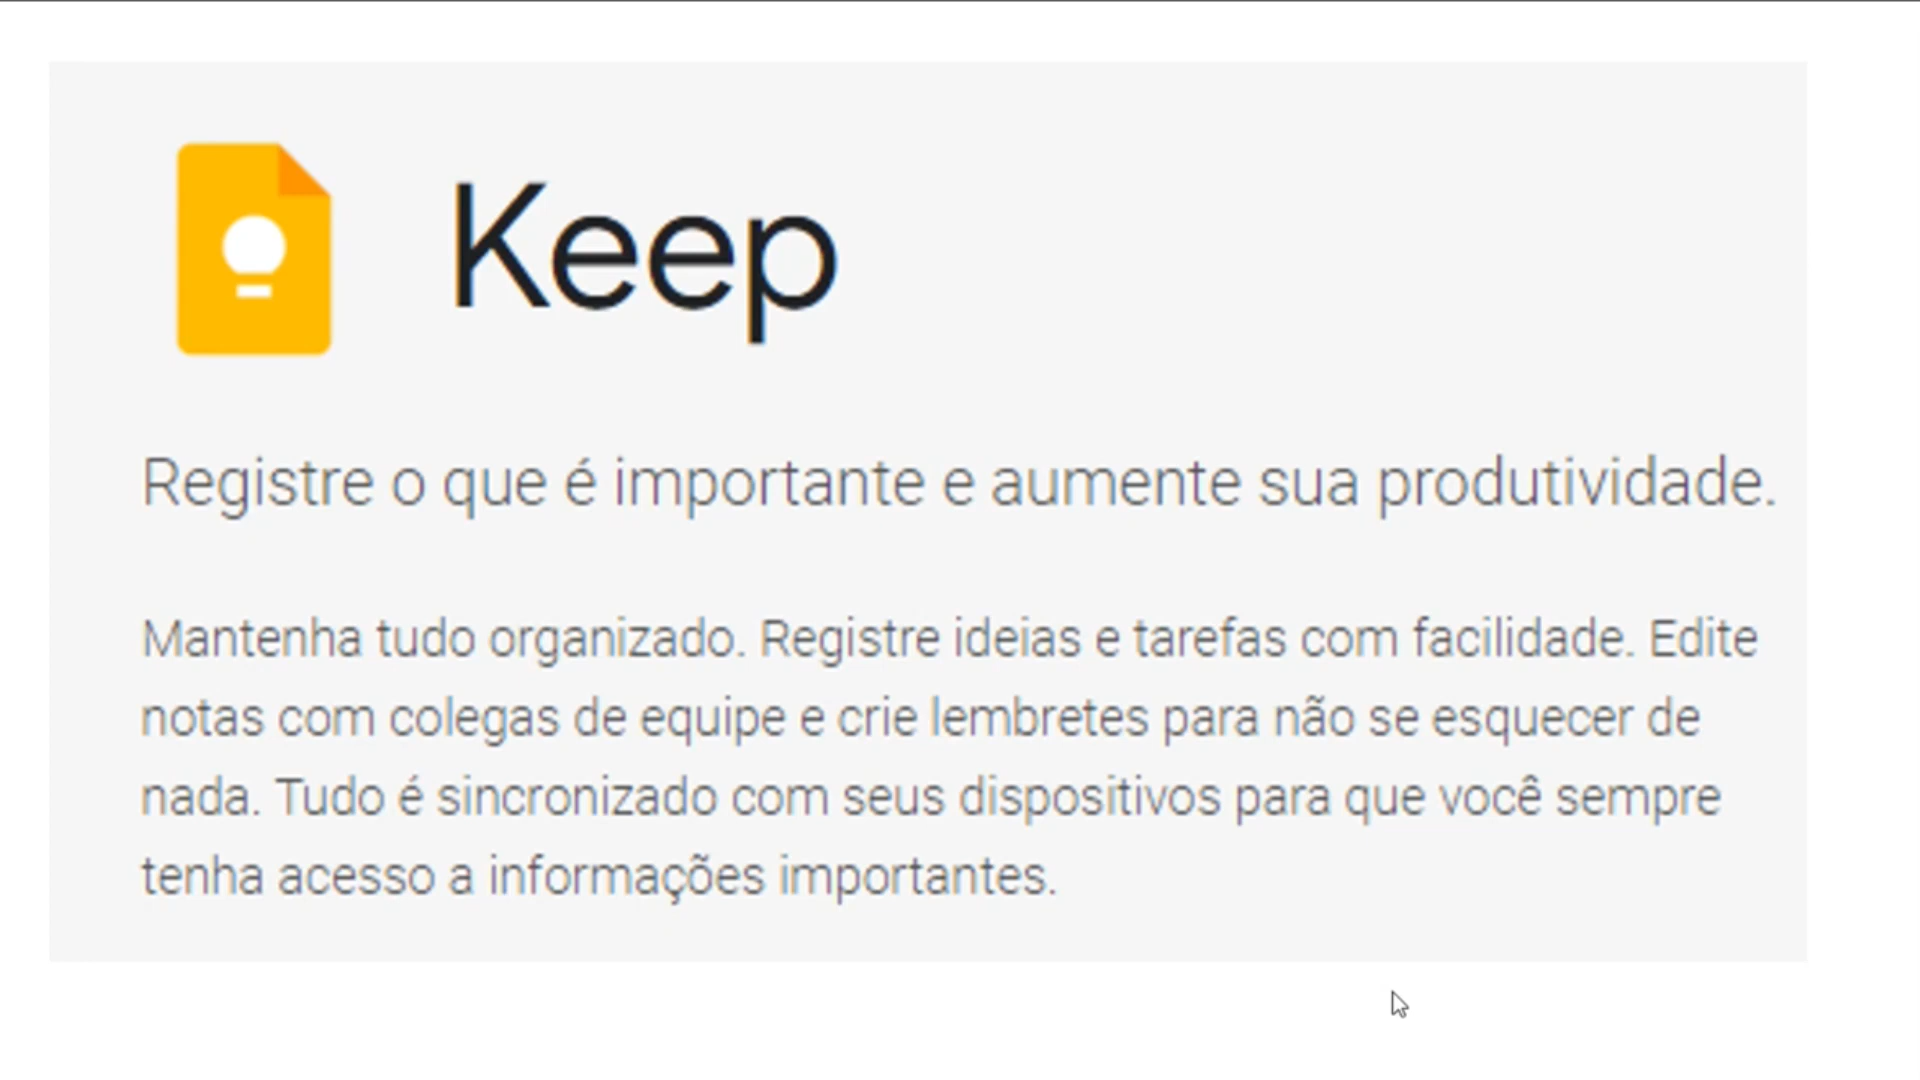 Keep
Registre o que é importante e aumente sua produtividade.
Mantenha tudo organizado. Registre ideias e tarefas com facilidade. Edite
notas com colegas de equipe e crie lembretes para não se esquecer de
nada. Tudo é sincronizado com seus dispositivos para que você sempre
tenha acesso a informações importantes.